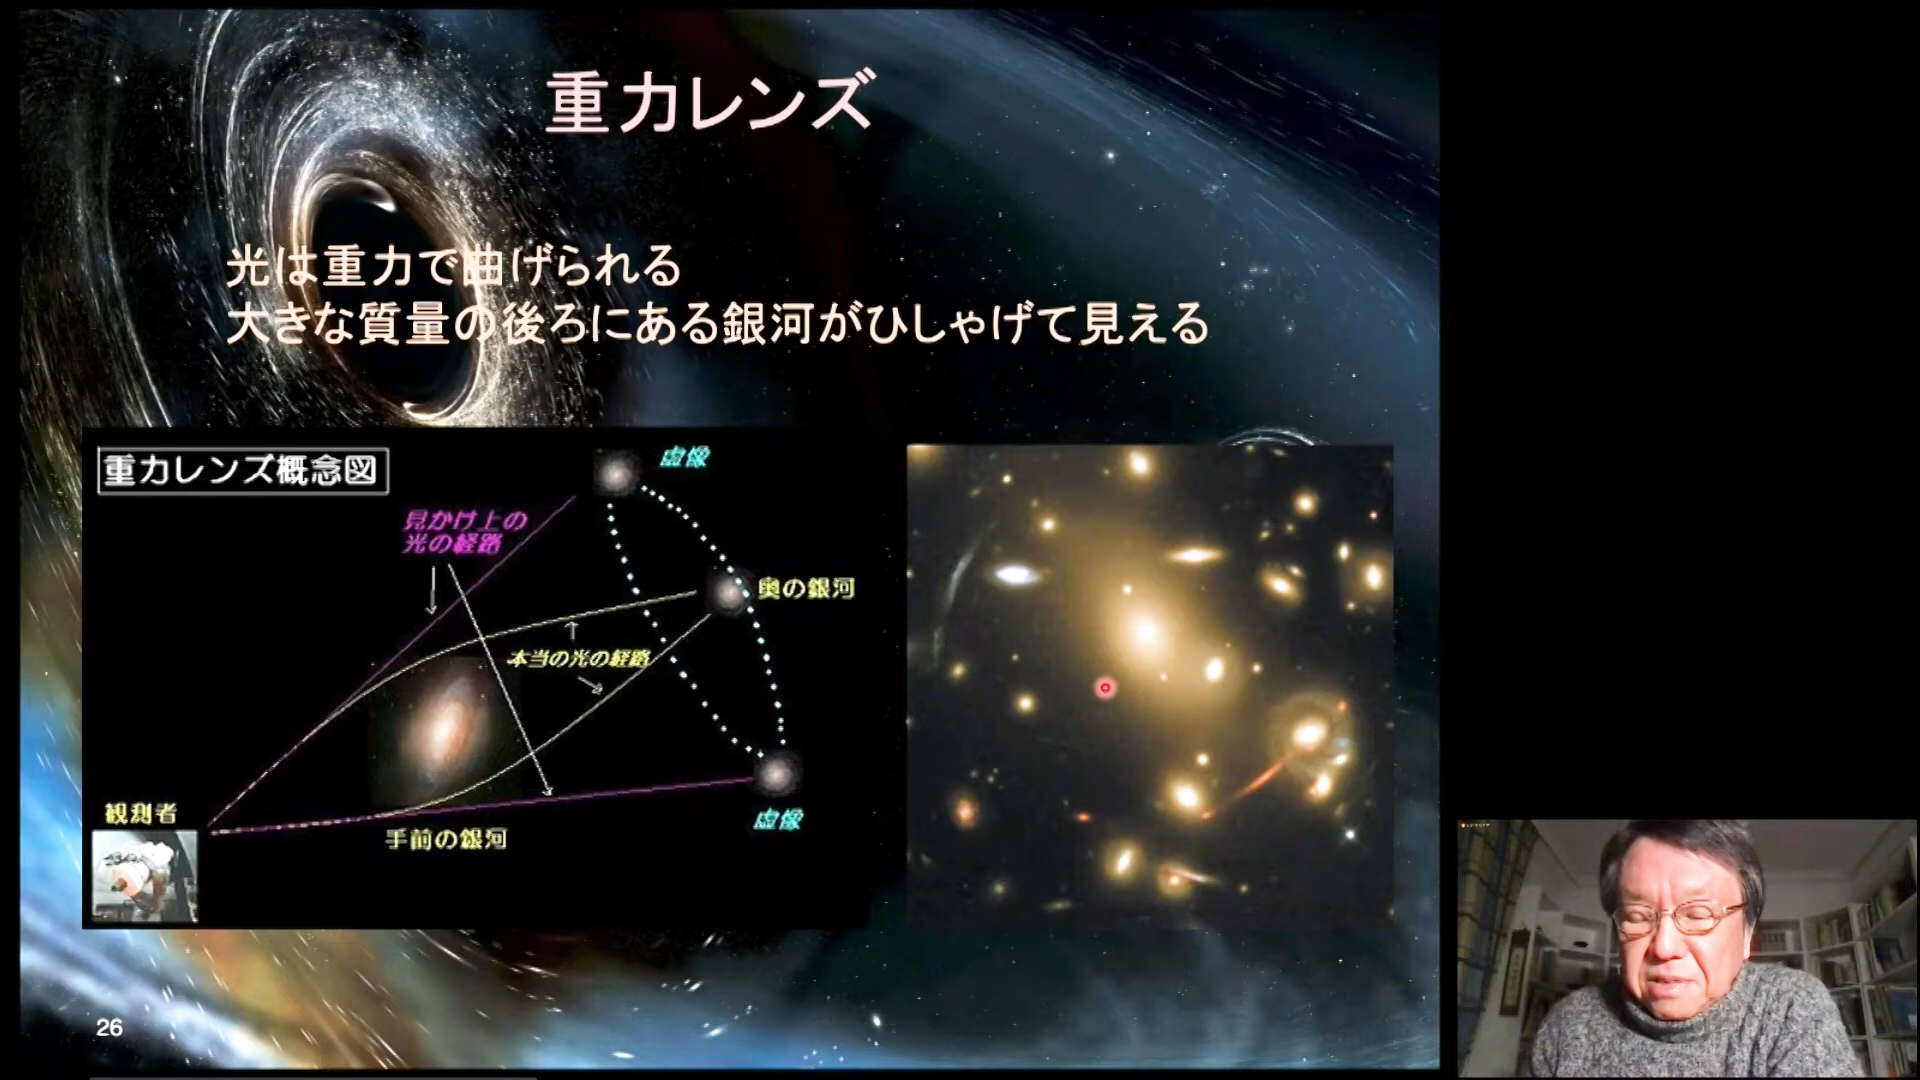 重力レンズ
光は重力で曲げられる
大きな質量の後ろにある銀河がひしゃげて見える
重力レンズ概念図
虚像
見かけ上の
光の経路
奥の銀河
本当の光の経路
観測者
手前の銀河
虚像
26